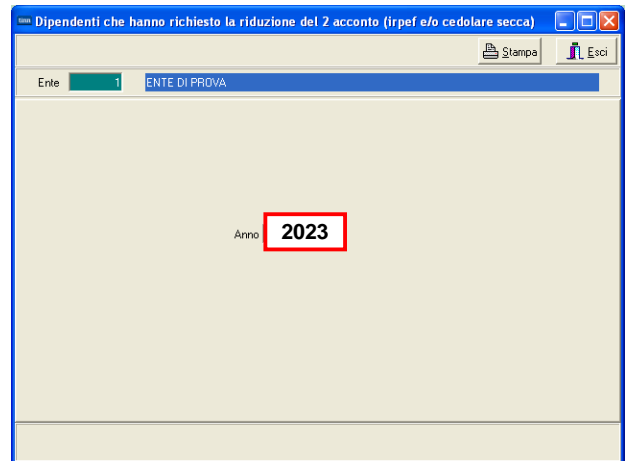 Dipendenti che hanno richiesto la riduzione del 2 acconto (irpef e/o cedolare secca)
Stampa Esci
Ente 1 ENTE DI PROVA
Anno 2023